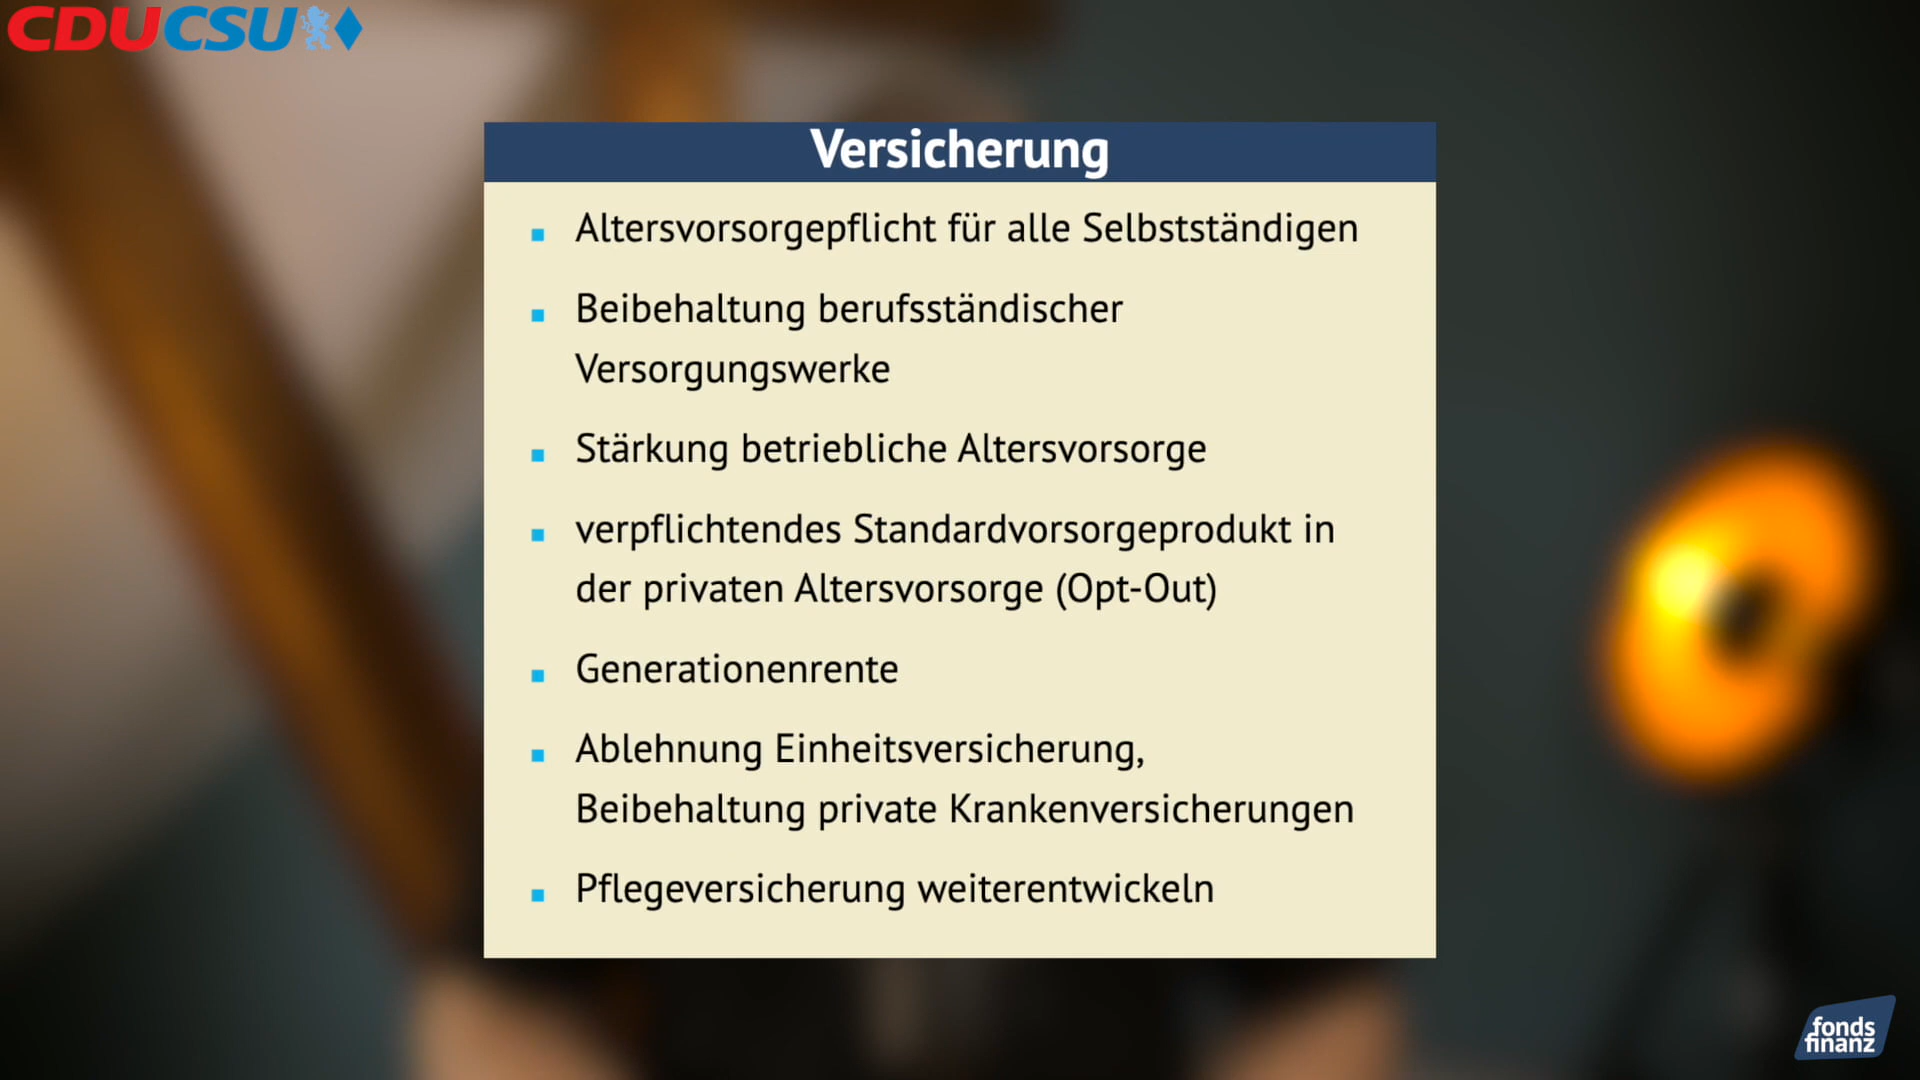 CDUCSU
Versicherung
Altersvorsorgepflicht für alle Selbstständigen
Beibehaltung berufsständischer
Versorgungswerke
Stärkung betriebliche Altersvorsorge
verpflichtendes Standardvorsorgeprodukt in
der privaten Altersvorsorge (Opt-Out)
Generationenrente
Ablehnung Einheitsversicherung,
Beibehaltung private Krankenversicherungen
Pflegeversicherung weiterentwickeln
fonds
finanz